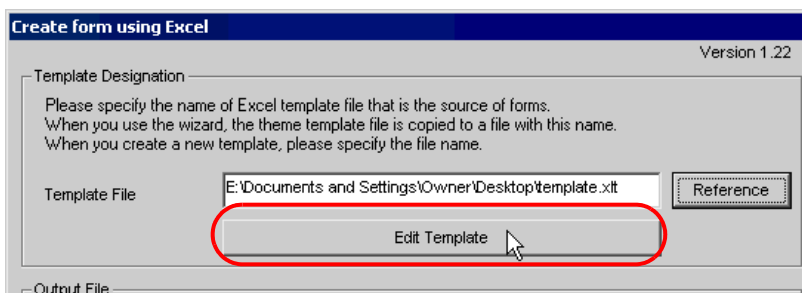 Create form using Excel
Version 1.22
Template Designation
Please specify the name of Excel template file that is the source of forms.
When you use the wizard, the theme template file is copied to a file with this name.
When you create a new template, please specify the file name.
Template File
E:\Documents and Settings\Owner\Desktop\template.xlt
Reference
Edit Template
Output File